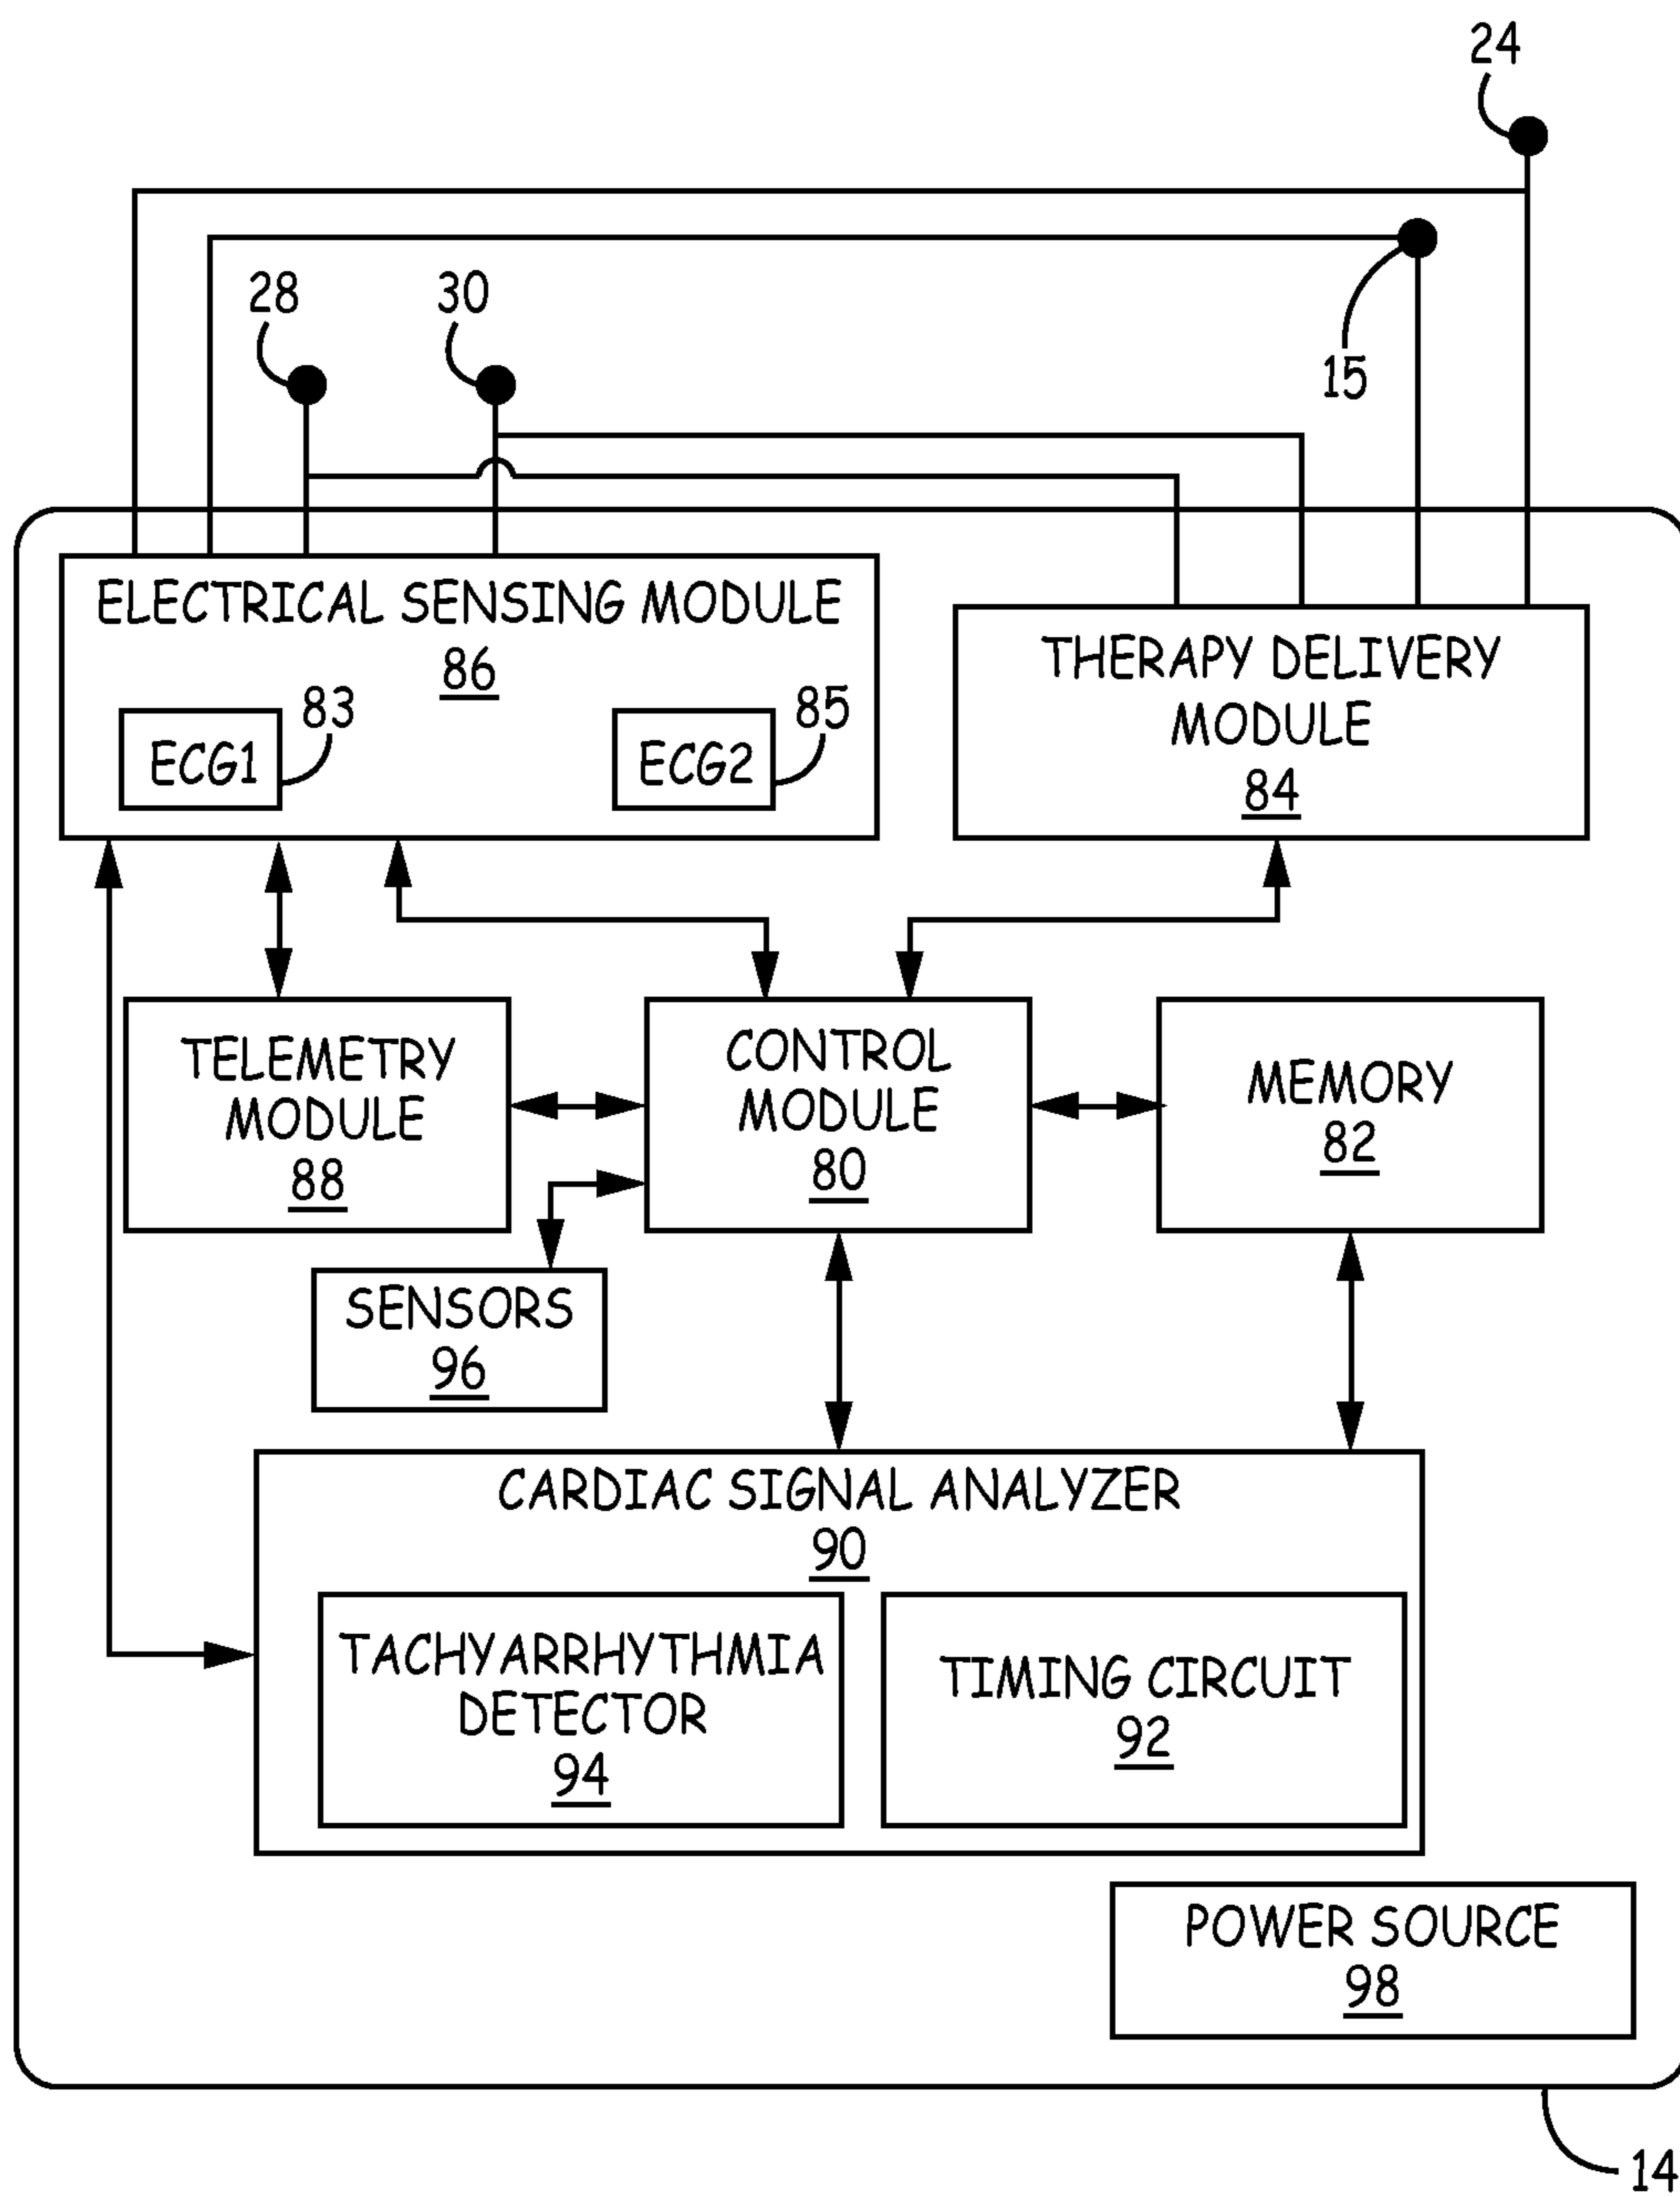 24
28
30
15
ELECTRICAL SENSING MODULE
86
83
ECG1
85
ECG2
THERAPY DELIVERY
MODULE
84
TELEMETRY
MODULE
88
CONTROL
MODULE
80
MEMORY
82
SENSORS
96
CARDIAC SIGNAL ANALYZER
90
TACHYARRHYTHMIA
DETECTOR
94
TIMING CIRCUIT
92
POWER SOURCE
98
14